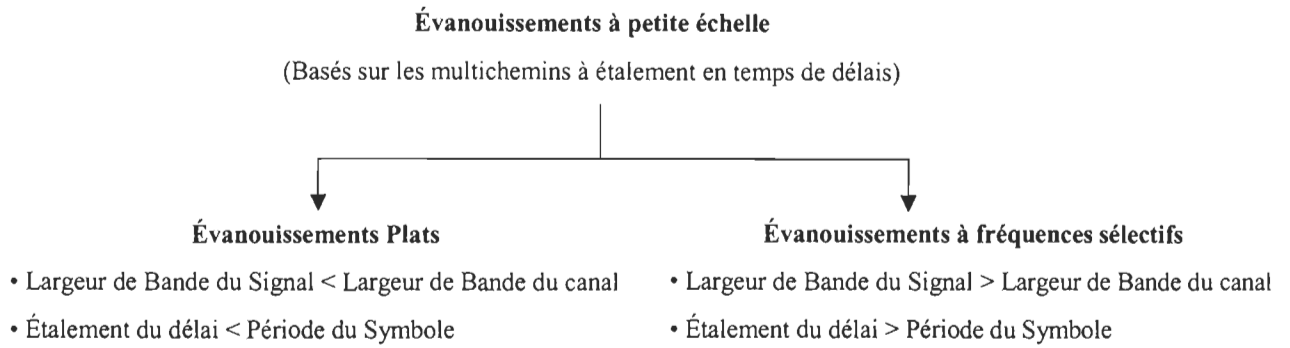 Évanouissements à petite échelle
(Basés sur les multichemins à étalement en temps de délais)
Évanouissements Plats
• Largeur de Bande du Signal < Largeur de Bande du canal
• Étalement du délai < Période du Symbole
Évanouissements à fréquences sélectifs
• Largeur de Bande du Signal > Largeur de Bande du canal
• Étalement du délai > Période du Symbole